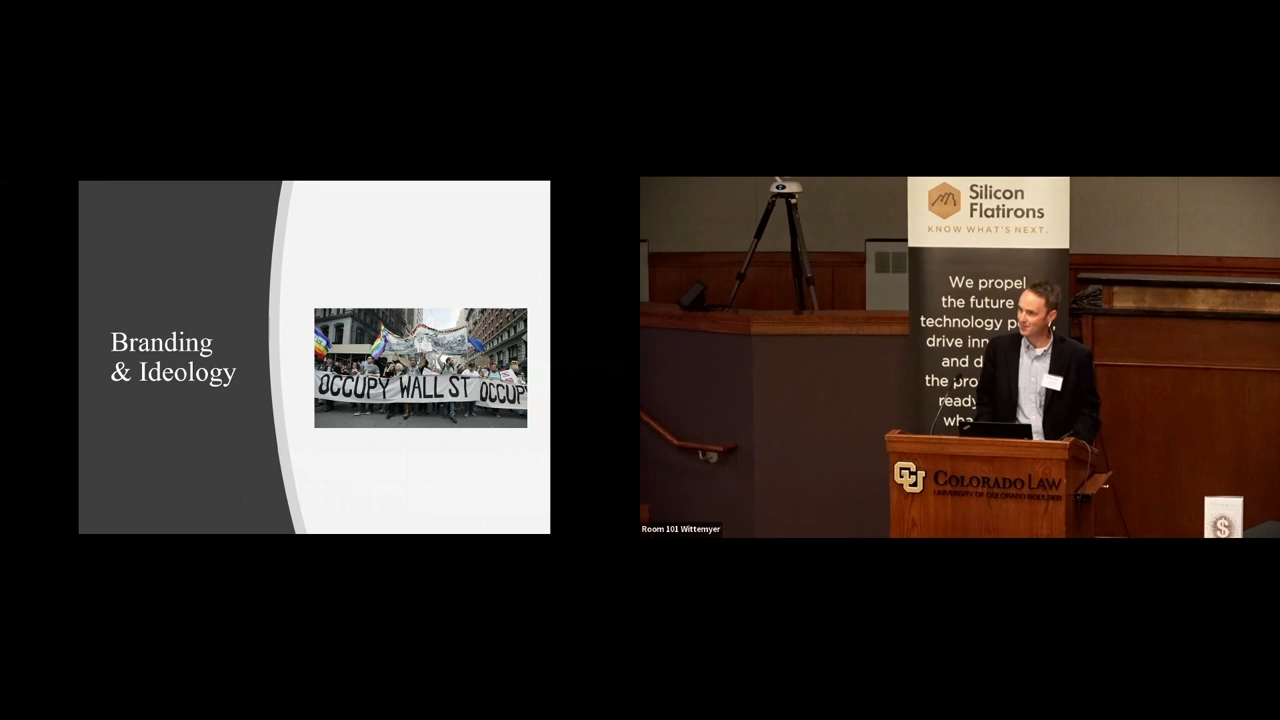 Branding
& Ideology
OCCUPY WALL ST OCCUP
Silicon
Flatirons
KNOW WHAT'S NEXT.
We propel
the future
technology p
drive inn
and d
the pro
ready
wha
CU
COLORADO LAW
UNIVERSITY OF COLORADO BOULDER
$
Room 101 Wittemyer